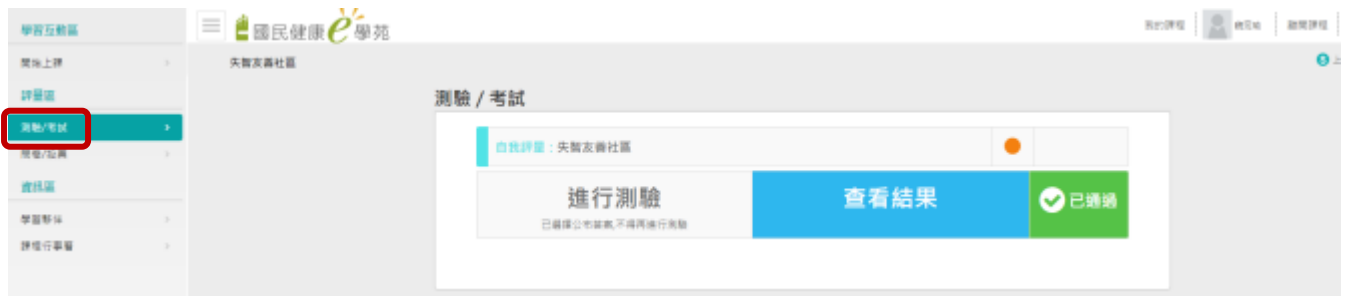 學習互動區
開始上課
評量區
測驗/考試
問卷/投票
資訊區
學習夥伴
課程行事曆
國民健康e學苑
我的課程
離開課程
失智友善社區
測驗 / 考試
自我評量：失智友善社區
進行測驗
已選擇公布答案,不得再進行測驗
查看結果
已通過